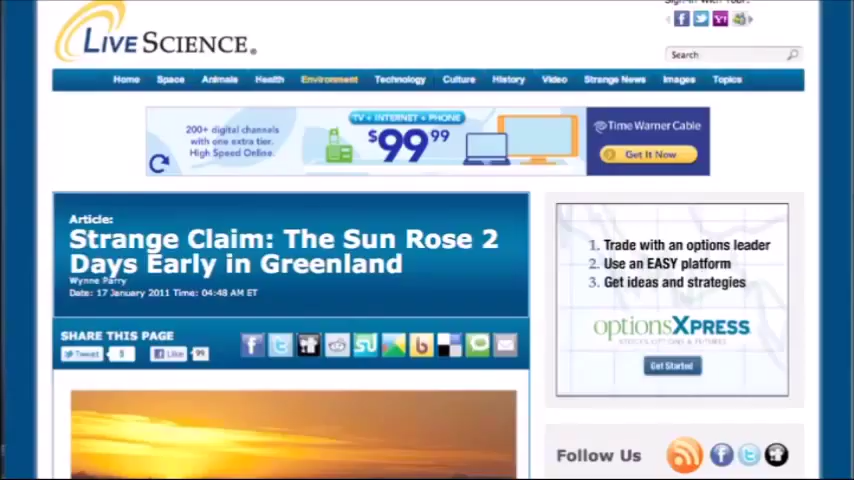 Sign-in With Your:
LIVESCIENCE.
Search
Home Space Animals Health Environment Technology Culture History Video Strange News Images Topics
200+ digital channels
with one extra tier.
High Speed Online.
TV + INTERNET + PHONE
$99 99
Time Warner Cable
Get It Now
Article:
Strange Claim: The Sun Rose 2
Days Early in Greenland
Wynne Parry
Date: 17 January 2011 Time: 04:48 AM ET
SHARE THIS PAGE
Tweet
Like 99
1. Trade with an options leader
2. Use an EASY platform
3. Get ideas and strategies
optionsXpress
STOCKS, OPTIONS & FUTURES
Get Started
Follow Us